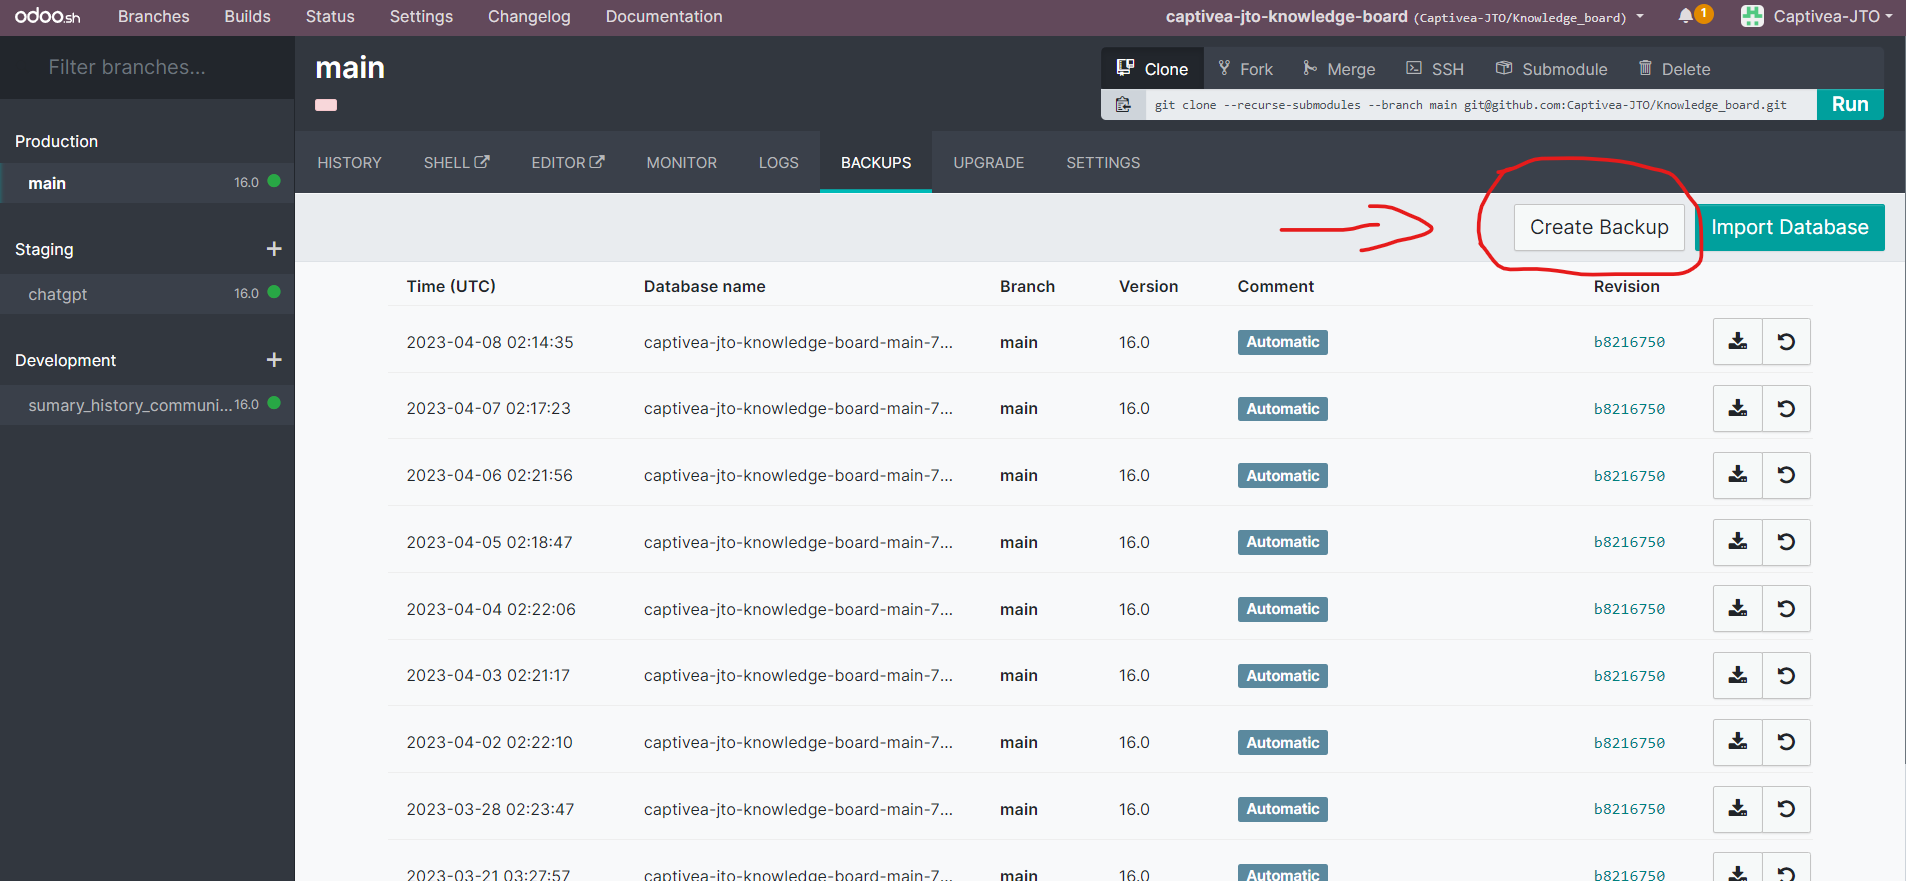 odoo.sh Branches Builds Status Settings Changelog Documentation captivea-jto-knowledge-board (Captivea-JTO/Knowledge_board) 1 Captivea-JTO
Filter branches...
main
Clone Fork Merge SSH Submodule Delete
git clone --recurse-submodules --branch main git@github.com:Captivea-JTO/Knowledge_board.git Run
Production
main 16.0
Staging +
chatgpt 16.0
Development +
sumary_history_communi... 16.0
HISTORY SHELL EDITOR MONITOR LOGS BACKUPS UPGRADE SETTINGS
Create Backup Import Database
Time (UTC) Database name Branch Version Comment Revision
2023-04-08 02:14:35 captivea-jto-knowledge-board-main-7... main 16.0 Automatic b8216750
2023-04-07 02:17:23 captivea-jto-knowledge-board-main-7... main 16.0 Automatic b8216750
2023-04-06 02:21:56 captivea-jto-knowledge-board-main-7... main 16.0 Automatic b8216750
2023-04-05 02:18:47 captivea-jto-knowledge-board-main-7... main 16.0 Automatic b8216750
2023-04-04 02:22:06 captivea-jto-knowledge-board-main-7... main 16.0 Automatic b8216750
2023-04-03 02:21:17 captivea-jto-knowledge-board-main-7... main 16.0 Automatic b8216750
2023-04-02 02:22:10 captivea-jto-knowledge-board-main-7... main 16.0 Automatic b8216750
2023-03-28 02:23:47 captivea-jto-knowledge-board-main-7... main 16.0 Automatic b8216750
2023-03-21 03:27:57 captivea-jto-knowledge-board-main-7... main 16.0 Automatic b8216750